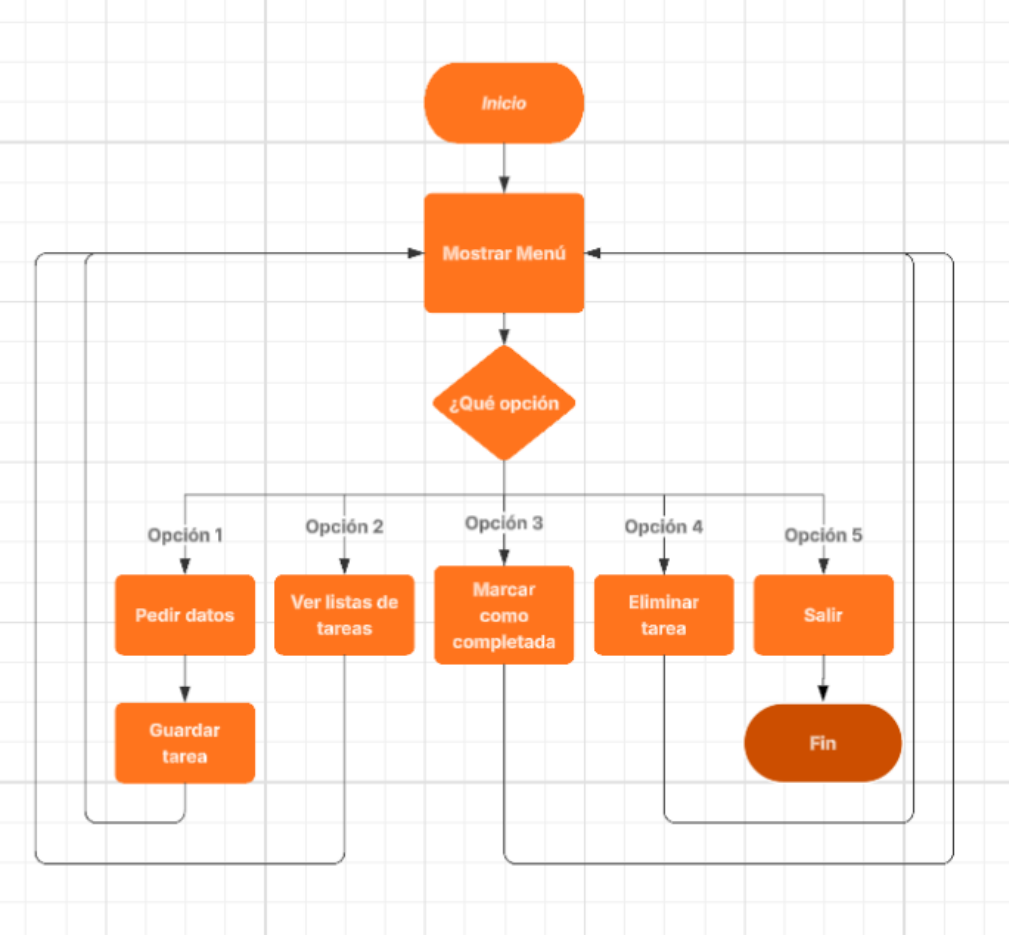 Inicio
Mostrar Menú
¿Qué opción
Opción 1
Opción 2
Opción 3
Opción 4
Opción 5
Pedir datos
Ver listas de
tareas
Marcar
como
completada
Eliminar
tarea
Salir
Guardar
tarea
Fin